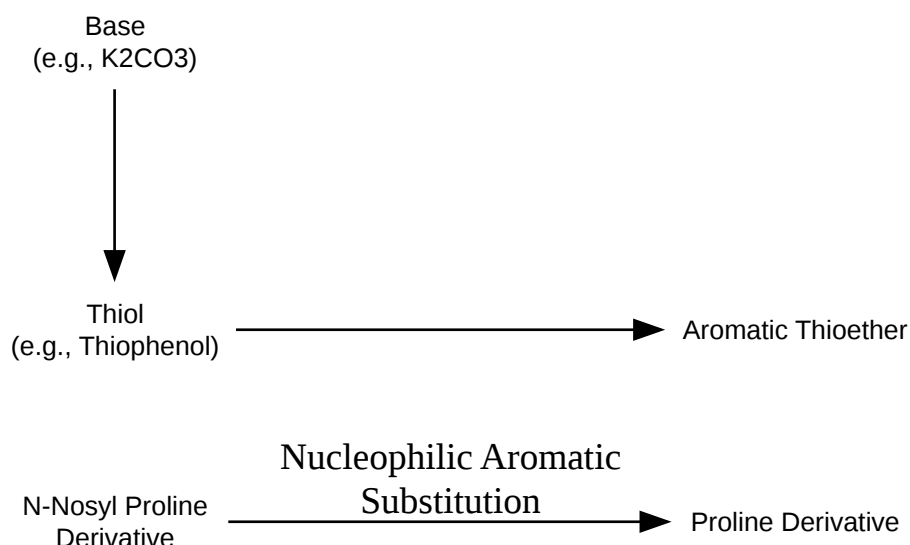 Base
(e.g., K2CO3)
Thiol
(e.g., Thiophenol)
Aromatic Thioether
Nucleophilic Aromatic
Substitution
N-Nosyl Proline
Derivative
Proline Derivative